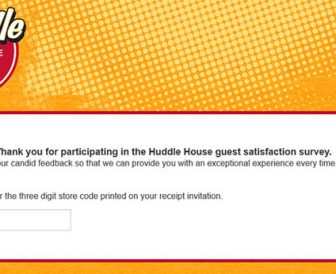 Thank you for participating in the Huddle House guest satisfaction survey.
our candid feedback so that we can provide you with an exceptional experience every time
the three digit store code printed on your receipt invitation.